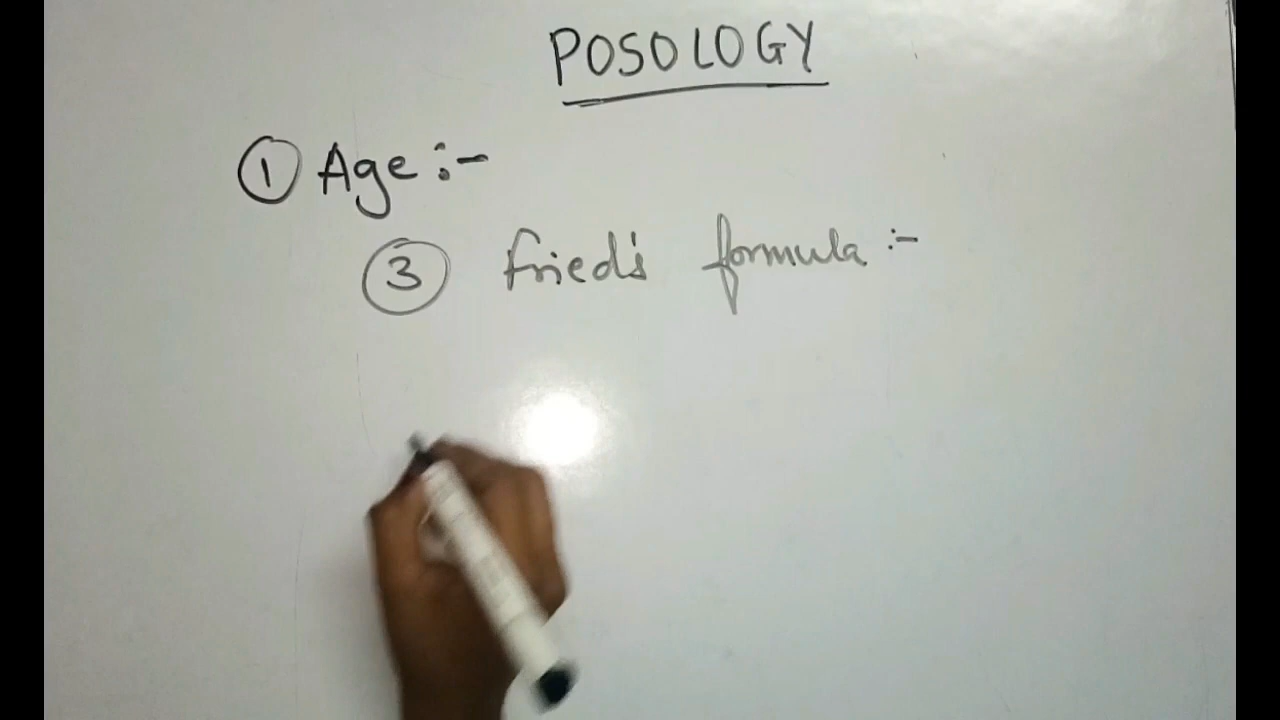 POSOLOGY
① Age :-
③ Fried's formula :-